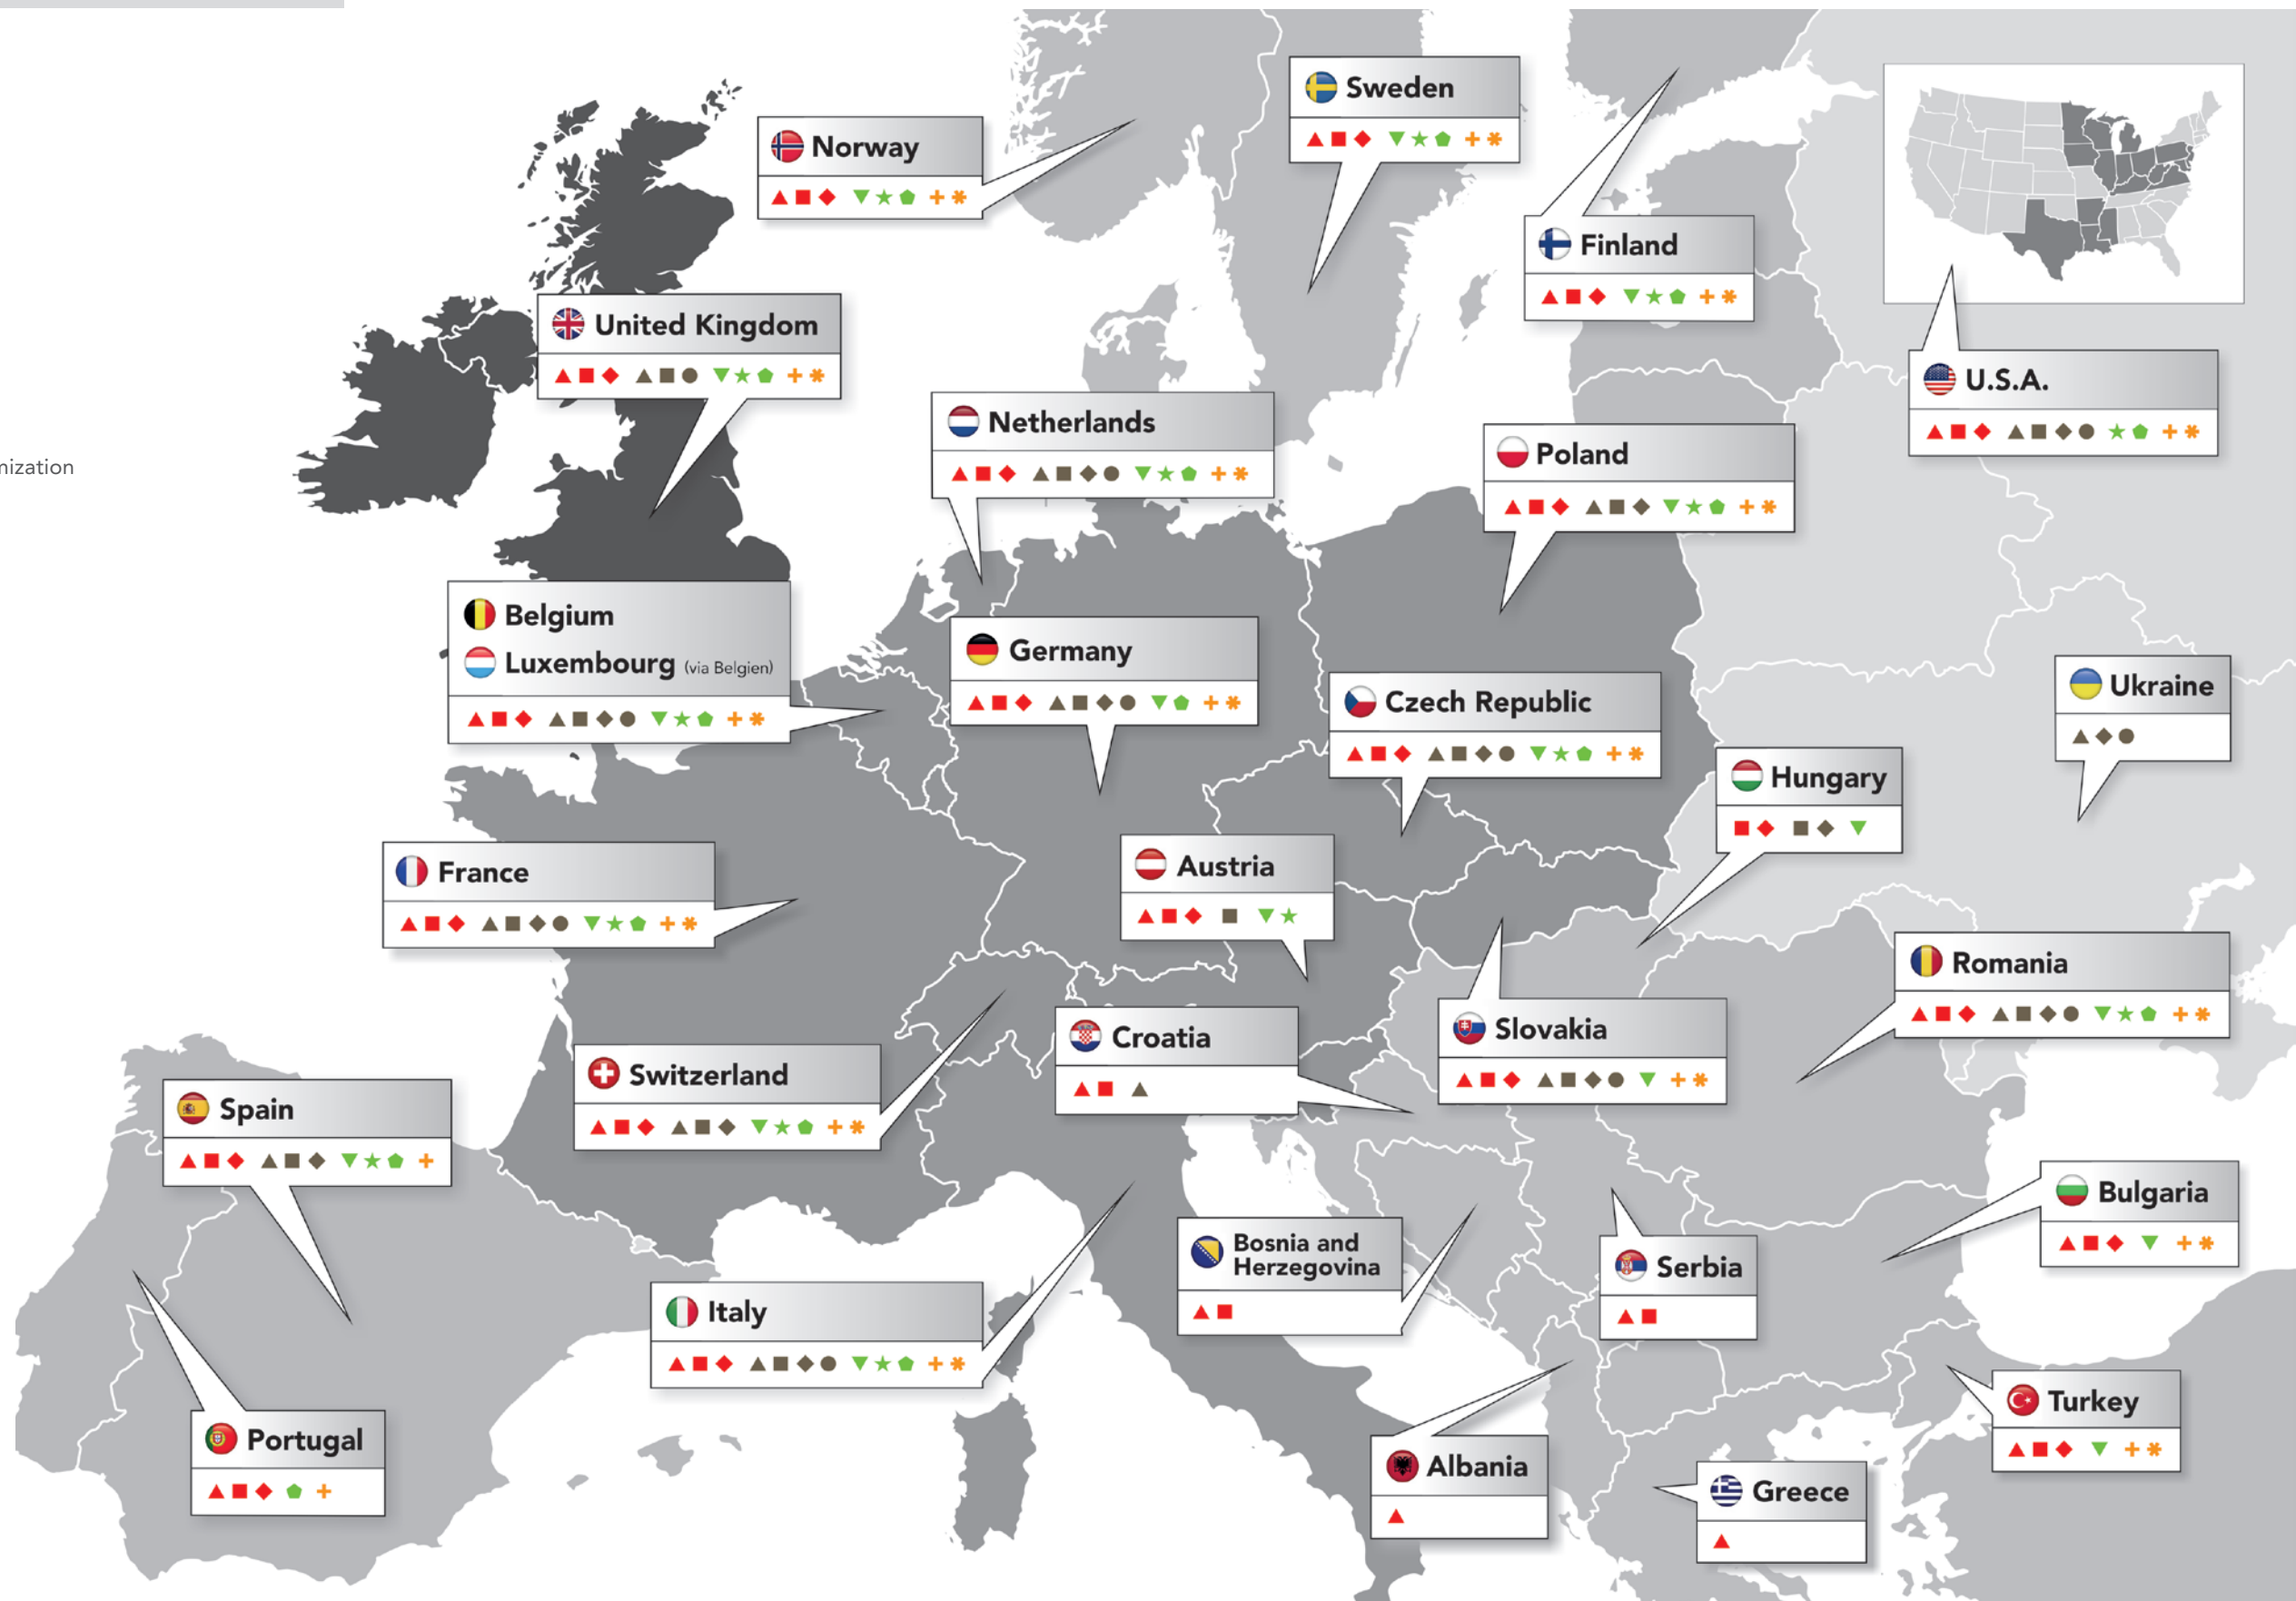 Sweden
Norway
Finland
United Kingdom
U.S.A.
Netherlands
Poland
Belgium
Luxembourg (via Belgien)
Germany
Czech Republic
Ukraine
Hungary
France
Austria
Romania
Slovakia
Croatia
Switzerland
Spain
Bulgaria
Bosnia and
Herzegovina
Serbia
Italy
Turkey
Portugal
Albania
Greece